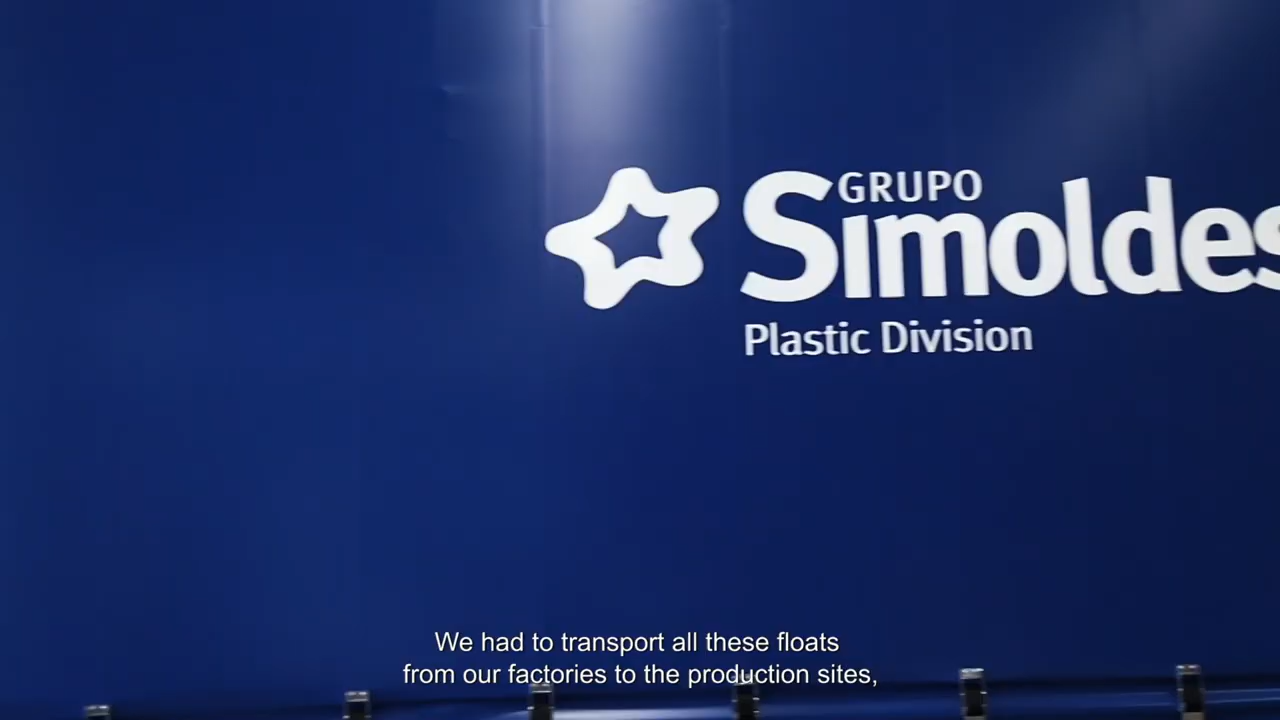 GRUPO
Simoldes
Plastic Division
We had to transport all these floats
from our factories to the production sites,